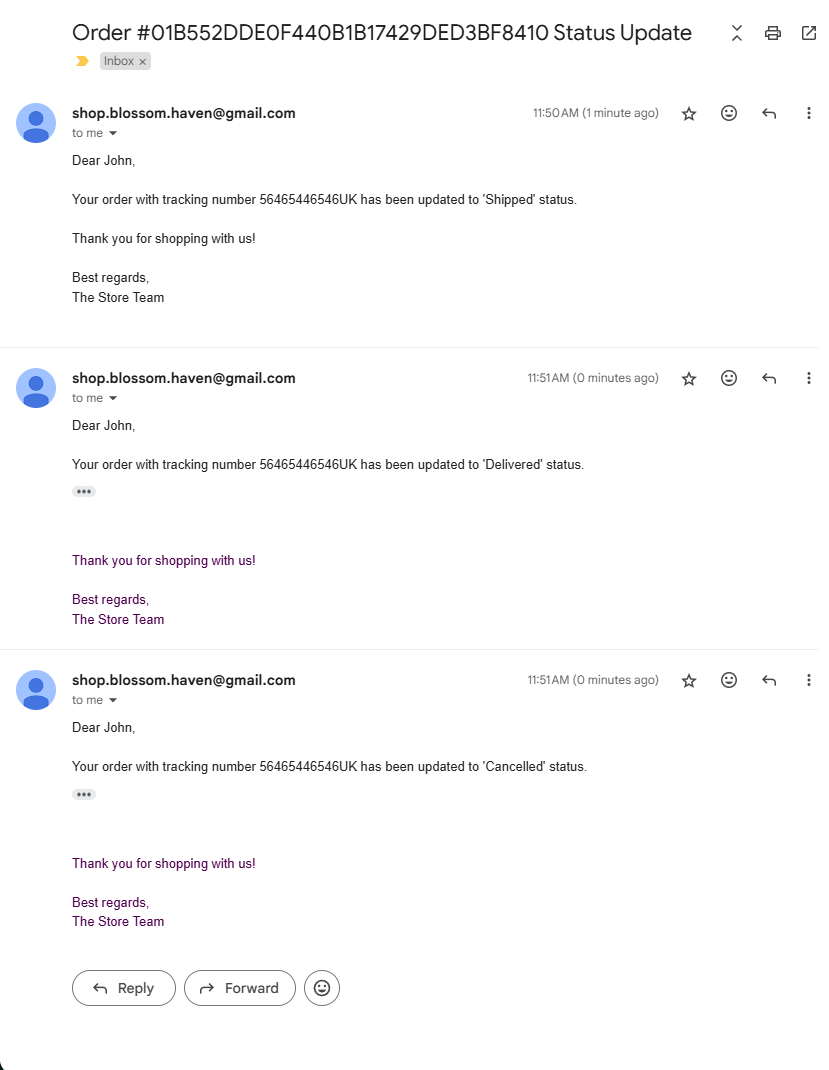 Order #01B552DDE0F440B1B17429DED3BF8410 Status Update
Inbox ×
shop.blossom.haven@gmail.com 11:50 AM (1 minute ago)
to me
Dear John,
Your order with tracking number 56465446546UK has been updated to 'Shipped' status.
Thank you for shopping with us!
Best regards,
The Store Team
shop.blossom.haven@gmail.com 11:51 AM (0 minutes ago)
to me
Dear John,
Your order with tracking number 56465446546UK has been updated to 'Delivered' status.
Thank you for shopping with us!
Best regards,
The Store Team
shop.blossom.haven@gmail.com 11:51 AM (0 minutes ago)
to me
Dear John,
Your order with tracking number 56465446546UK has been updated to 'Cancelled' status.
Thank you for shopping with us!
Best regards,
The Store Team
Reply Forward